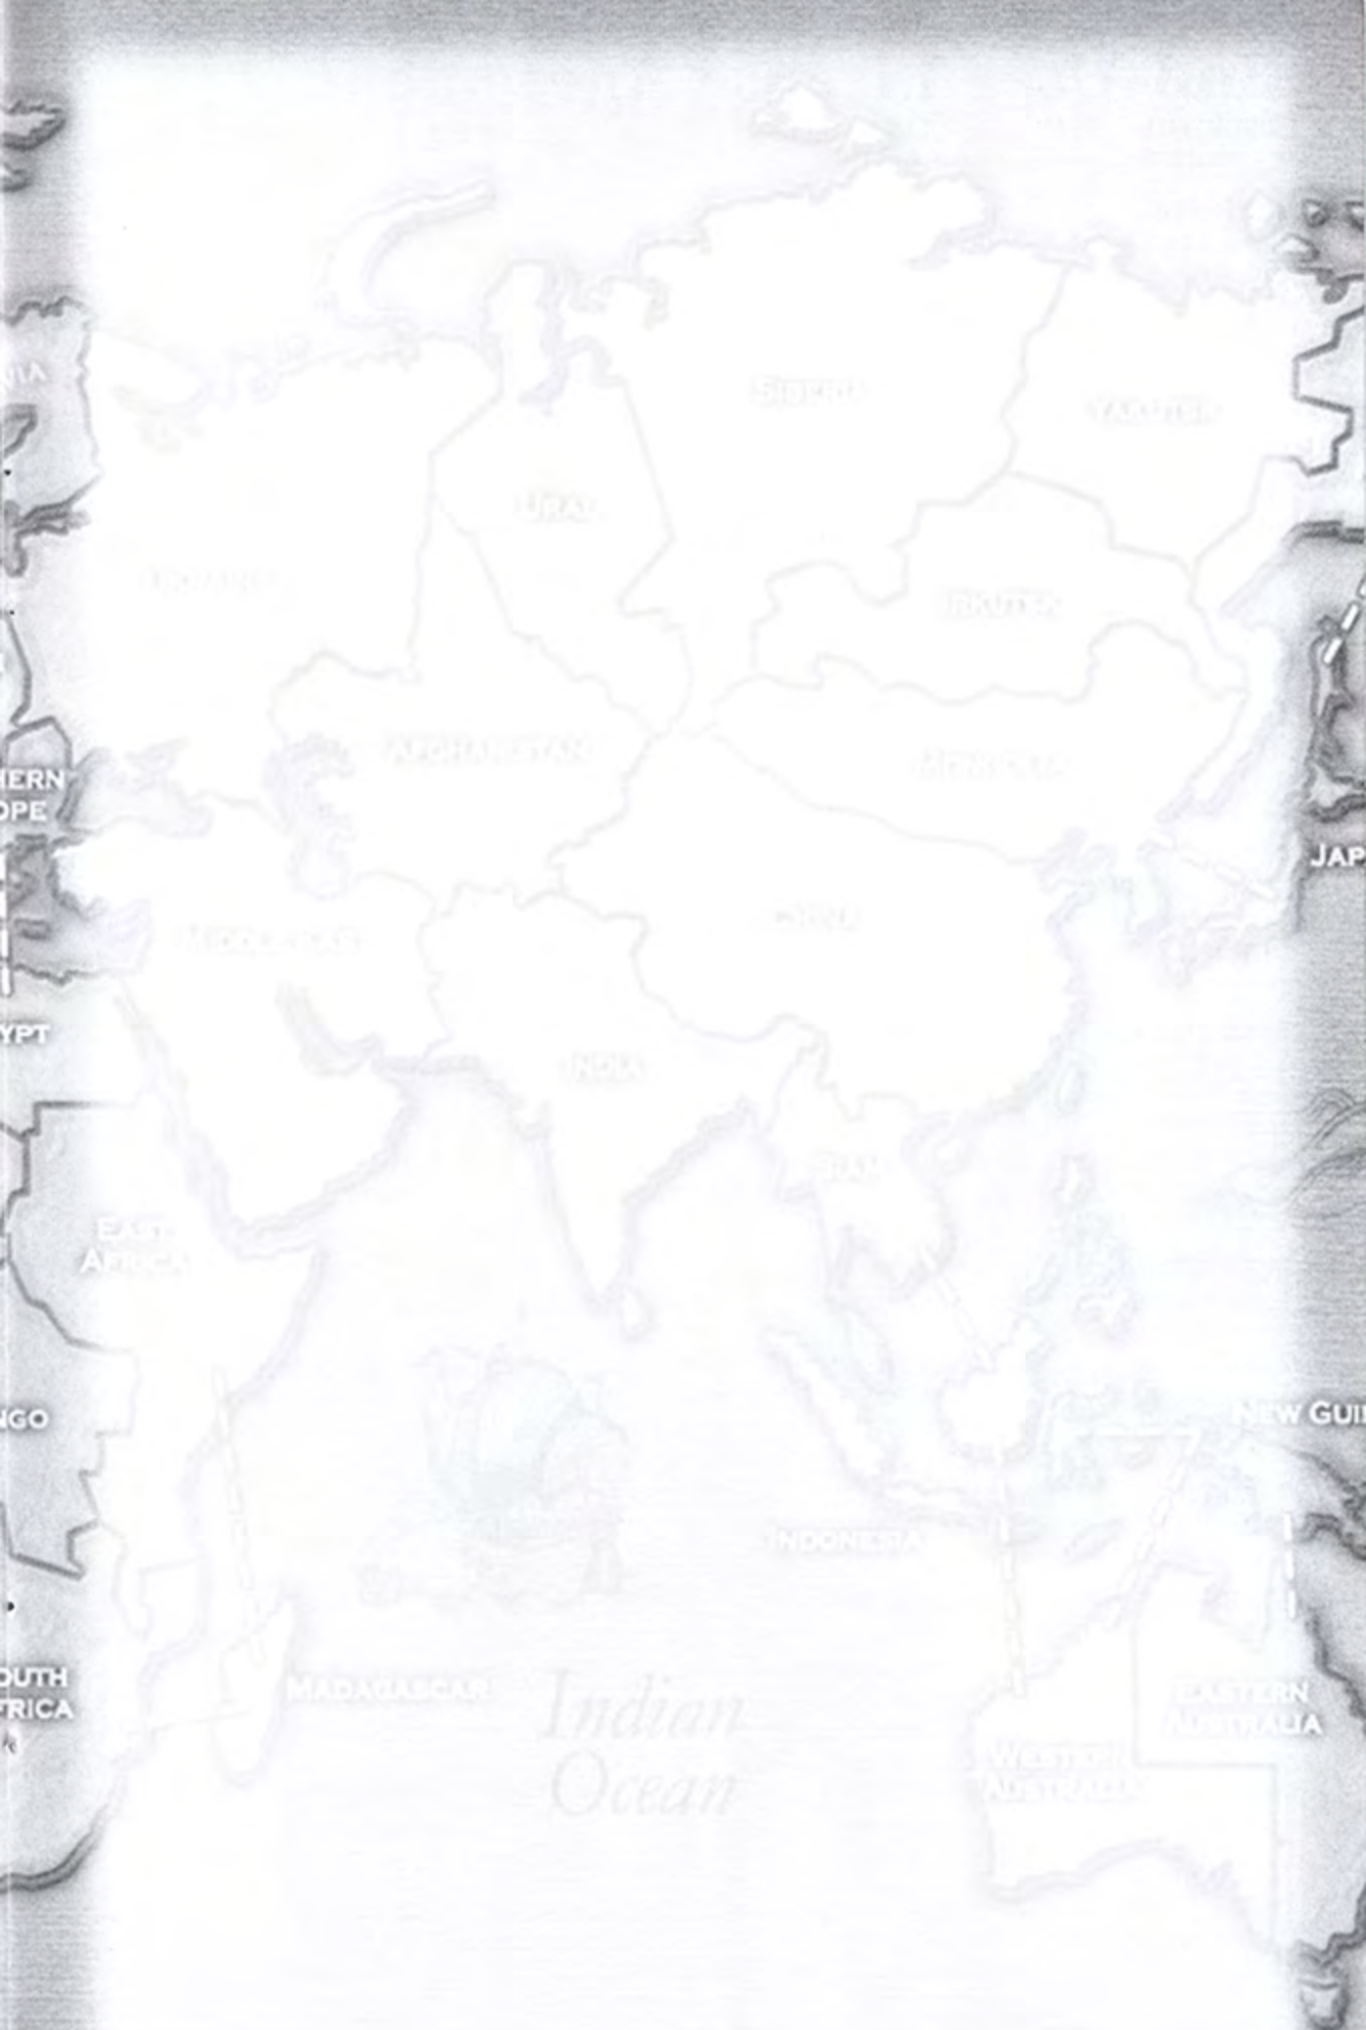 SIBERIA
YAKUTSK
URAL
UKRAINE
IRKUTSK
AFGHANISTAN
MONGOLIA
JAP
CHINA
MIDDLE EAST
YPT
INDIA
SIAM
EAST
AFRICA
NGO
NEW GUI
INDONESIA
OUTH
FRICA
MADAGASCAR
Indian
Ocean
EASTERN
AUSTRALIA
WESTERN
AUSTRALIA
HERN
OPE